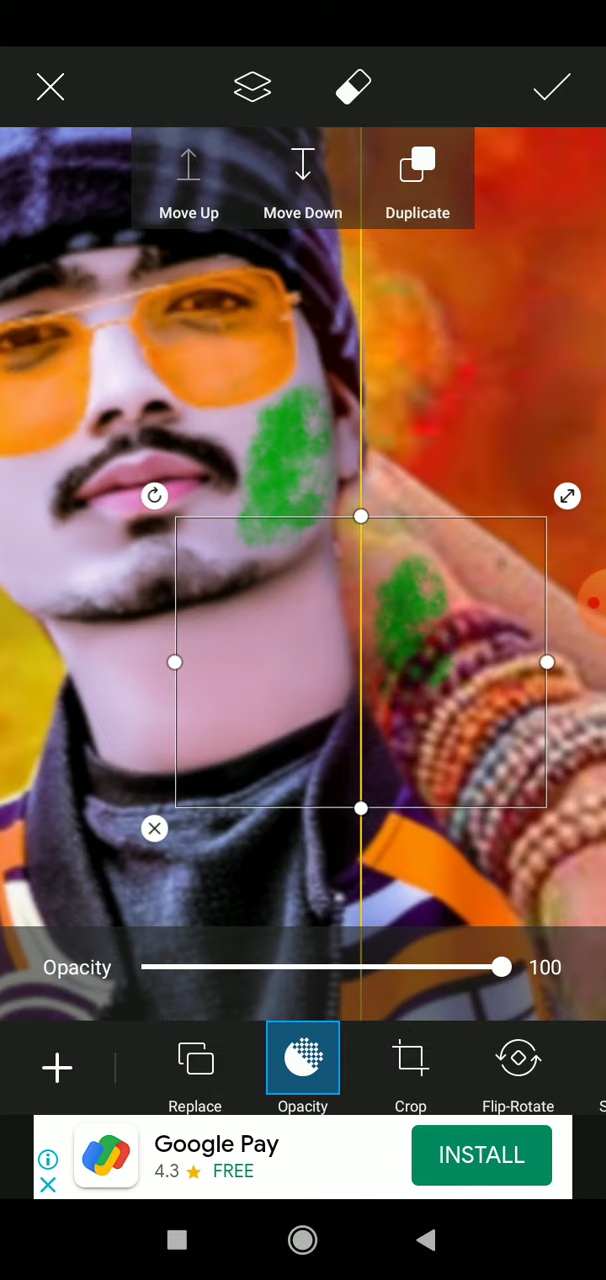 Move Up
Move Down
Duplicate
Opacity
100
Replace
Opacity
Crop
Flip-Rotate
S
Google Pay
4.3 ★ FREE
INSTALL